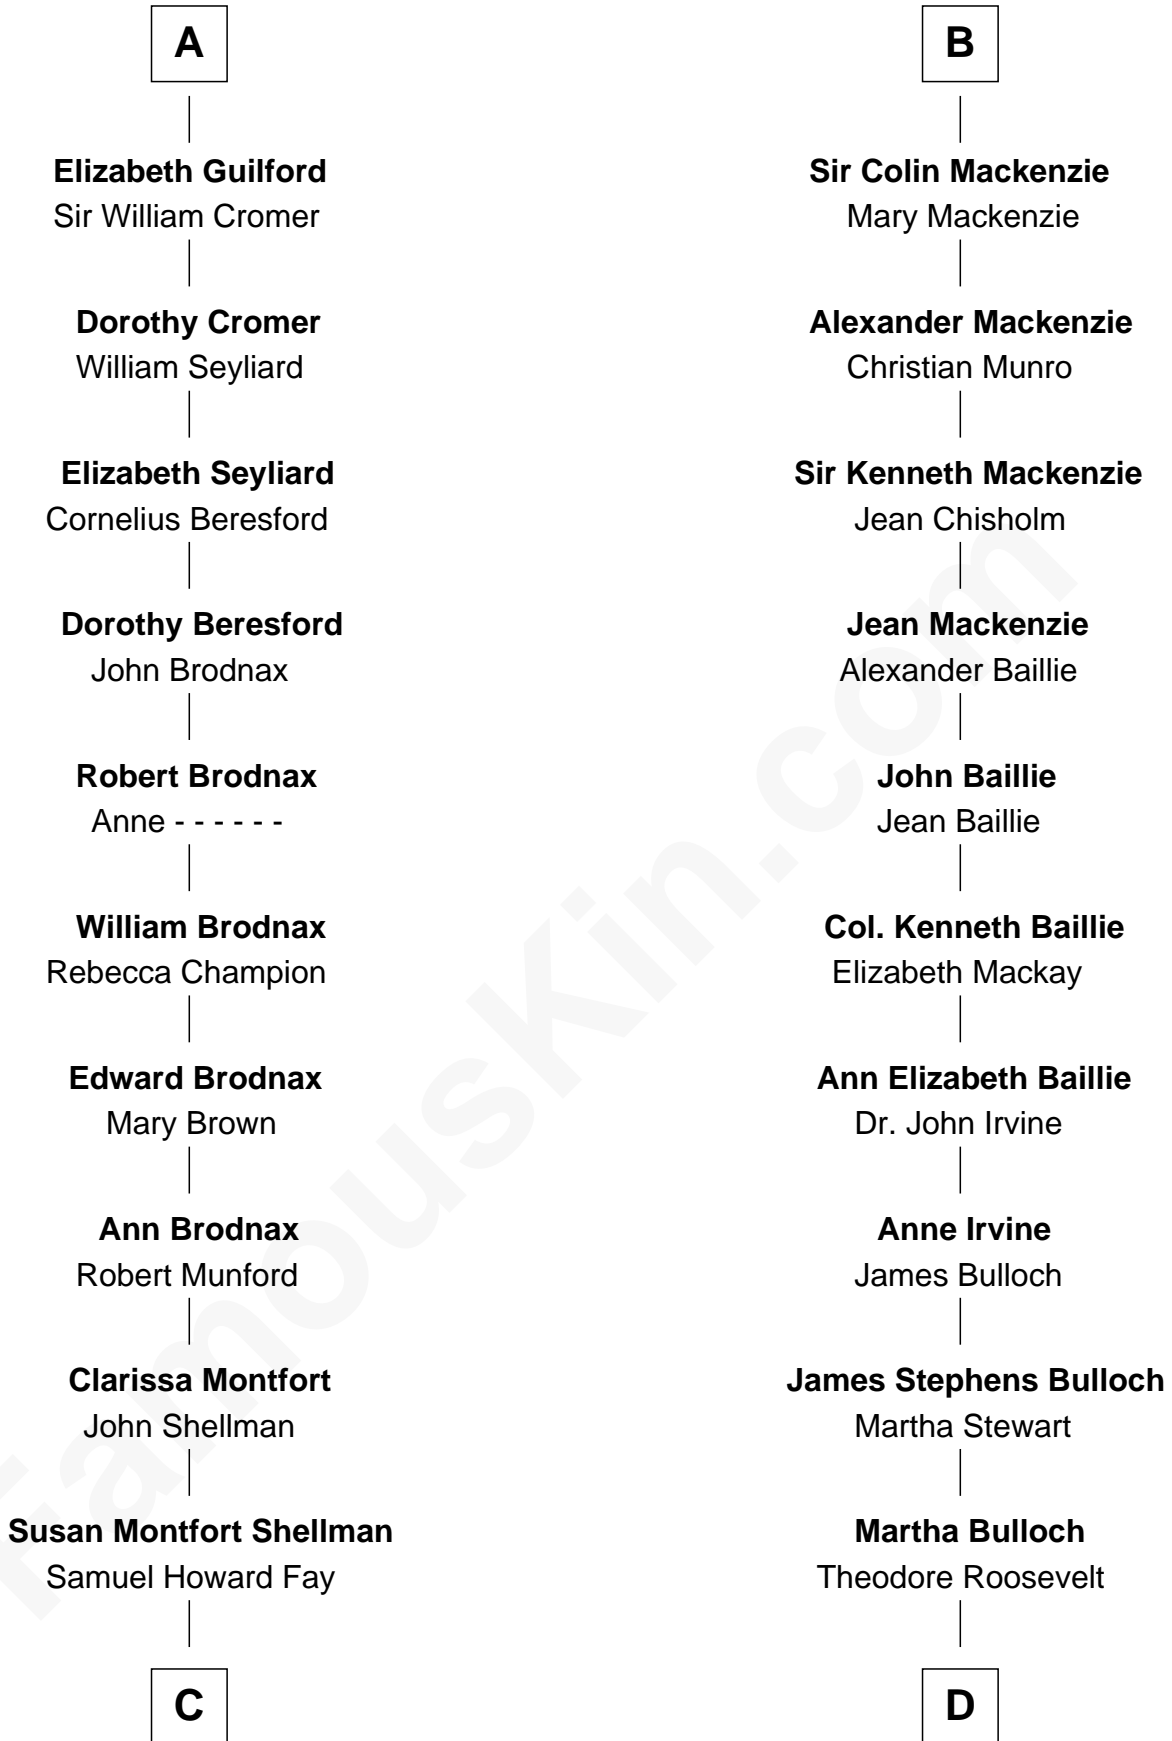 A
Elizabeth Guilford
Sir William Cromer
Dorothy Cromer
William Seyliard
Elizabeth Seyliard
Cornelius Beresford
Dorothy Beresford
John Brodnax
Robert Brodnax
Anne - - - - - -
William Brodnax
Rebecca Champion
Edward Brodnax
Mary Brown
Ann Brodnax
Robert Munford
Clarissa Montfort
John Shellman
Susan Montfort Shellman
Samuel Howard Fay
C
B
Sir Colin Mackenzie
Mary Mackenzie
Alexander Mackenzie
Christian Munro
Sir Kenneth Mackenzie
Jean Chisholm
Jean Mackenzie
Alexander Baillie
John Baillie
Jean Baillie
Col. Kenneth Baillie
Elizabeth Mackay
Ann Elizabeth Baillie
Dr. John Irvine
Anne Irvine
James Bulloch
James Stephens Bulloch
Martha Stewart
Martha Bulloch
Theodore Roosevelt
D
FamousKin.com